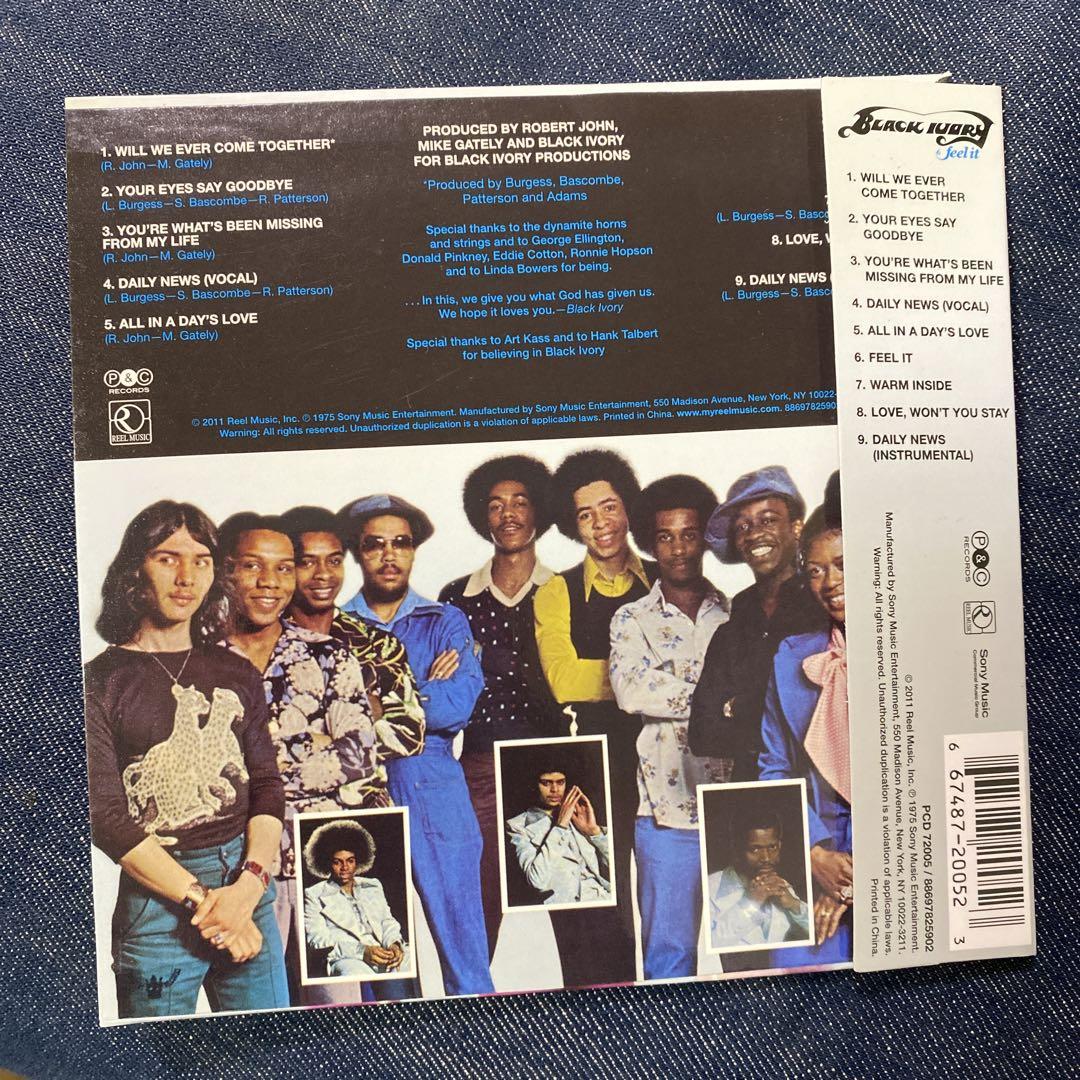 1. WILL WE EVER COME TOGETHER*
(R. John—M. Gately)
2. YOUR EYES SAY GOODBYE
(L. Burgess—S. Bascombe—R. Patterson)
3. YOU'RE WHAT'S BEEN MISSING
FROM MY LIFE
(R. John—M. Gately)
4. DAILY NEWS (VOCAL)
(L. Burgess—S. Bascombe—R. Patterson)
5. ALL IN A DAY'S LOVE
(R. John—M. Gately)
P&C
RECORDS
R
REEL MUSIC
PRODUCED BY ROBERT JOHN,
MIKE GATELY AND BLACK IVORY
FOR BLACK IVORY PRODUCTIONS
*Produced by Burgess, Bascombe,
Patterson and Adams
Special thanks to the dynamite horns
and strings and to George Ellington,
Donald Pinkney, Eddie Cotton, Ronnie Hopson
and to Linda Bowers for being.
. . . In this, we give you what God has given us.
We hope it loves you.—Black Ivory
Special thanks to Art Kass and to Hank Talbert
for believing in Black Ivory
(L. Burgess—S. Basco
8. LOVE,
9. DAILY NEWS
(L. Burgess—S. Basco
© 2011 Reel Music, Inc. ℗ 1975 Sony Music Entertainment. Manufactured by Sony Music Entertainment, 550 Madison Avenue, New York, NY 10022-
Warning: All rights reserved. Unauthorized duplication is a violation of applicable laws. Printed in China. www.myreelmusic.com. 8869782590
BLACK IVORY
feel it
1. WILL WE EVER
COME TOGETHER
2. YOUR EYES SAY
GOODBYE
3. YOU'RE WHAT'S BEEN
MISSING FROM MY LIFE
4. DAILY NEWS (VOCAL)
5. ALL IN A DAY'S LOVE
6. FEEL IT
7. WARM INSIDE
8. LOVE, WON'T YOU STAY
9. DAILY NEWS
(INSTRUMENTAL)
P&C
RECORDS
R
REEL MUSIC
Sony Music
Commercial Music Group
© 2011 Reel Music, Inc. ℗ 1975 Sony Music Entertainment.
Manufactured by Sony Music Entertainment, 550 Madison Avenue, New York, NY 10022-3211.
Warning: All rights reserved. Unauthorized duplication is a violation of applicable laws.
Printed in China.
PCD 72005 / 88697825902
6 67487-20052 3